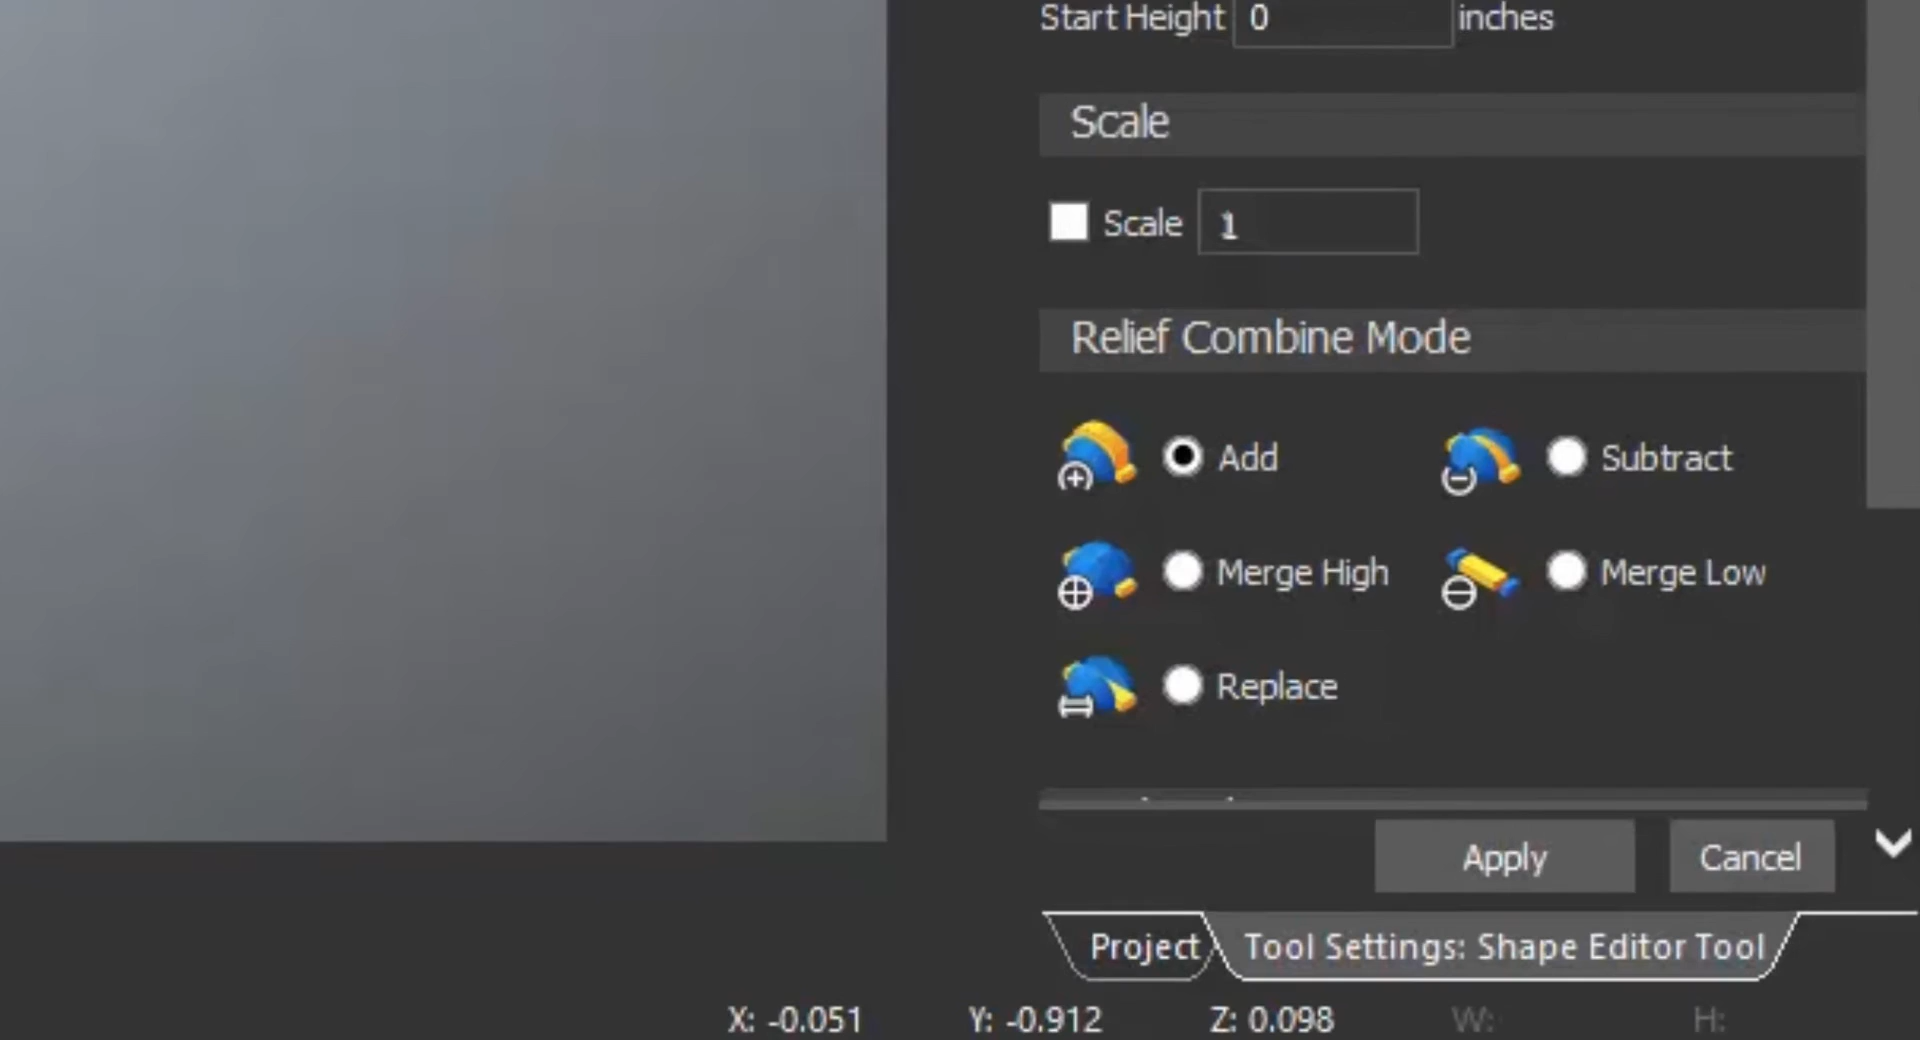 Start Height 0 inches
Scale
Scale 1
Relief Combine Mode
Add Subtract
Merge High Merge Low
Replace
Apply Cancel
Project Tool Settings: Shape Editor Tool
X: -0.051 Y: -0.912 Z: 0.098 W: H: